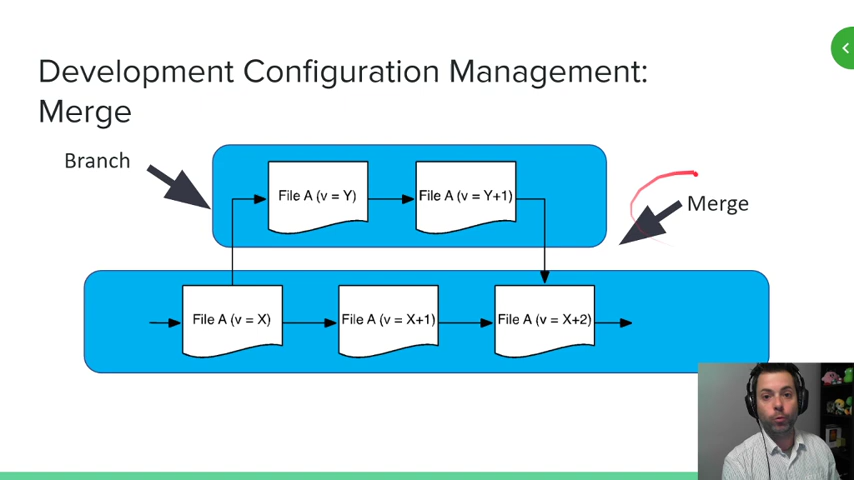 Development Configuration Management:
Merge
Branch
File A (v = Y)
File A (v = Y+1)
Merge
File A (v = X)
File A (v = X+1)
File A (v = X+2)